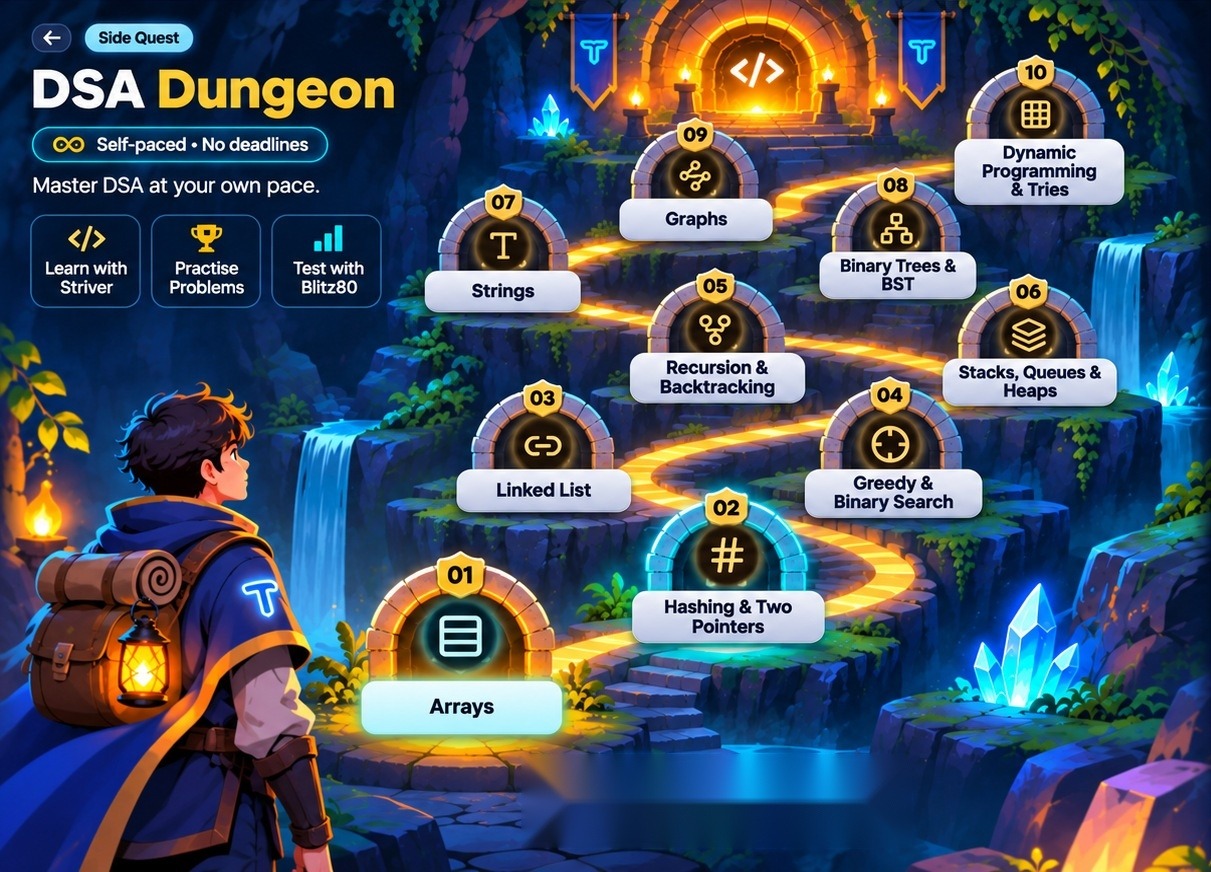 Side Quest
DSA Dungeon
Self-paced • No deadlines
Master DSA at your own pace.
</>
Learn with
Striver
Practise
Problems
Test with
Blitz80
T
T
</>
10
Dynamic
Programming
& Tries
09
Graphs
08
Binary Trees &
BST
07
T
Strings
06
Stacks, Queues &
Heaps
05
Recursion &
Backtracking
04
Greedy &
Binary Search
03
Linked List
02
#
Hashing & Two
Pointers
01
Arrays
T